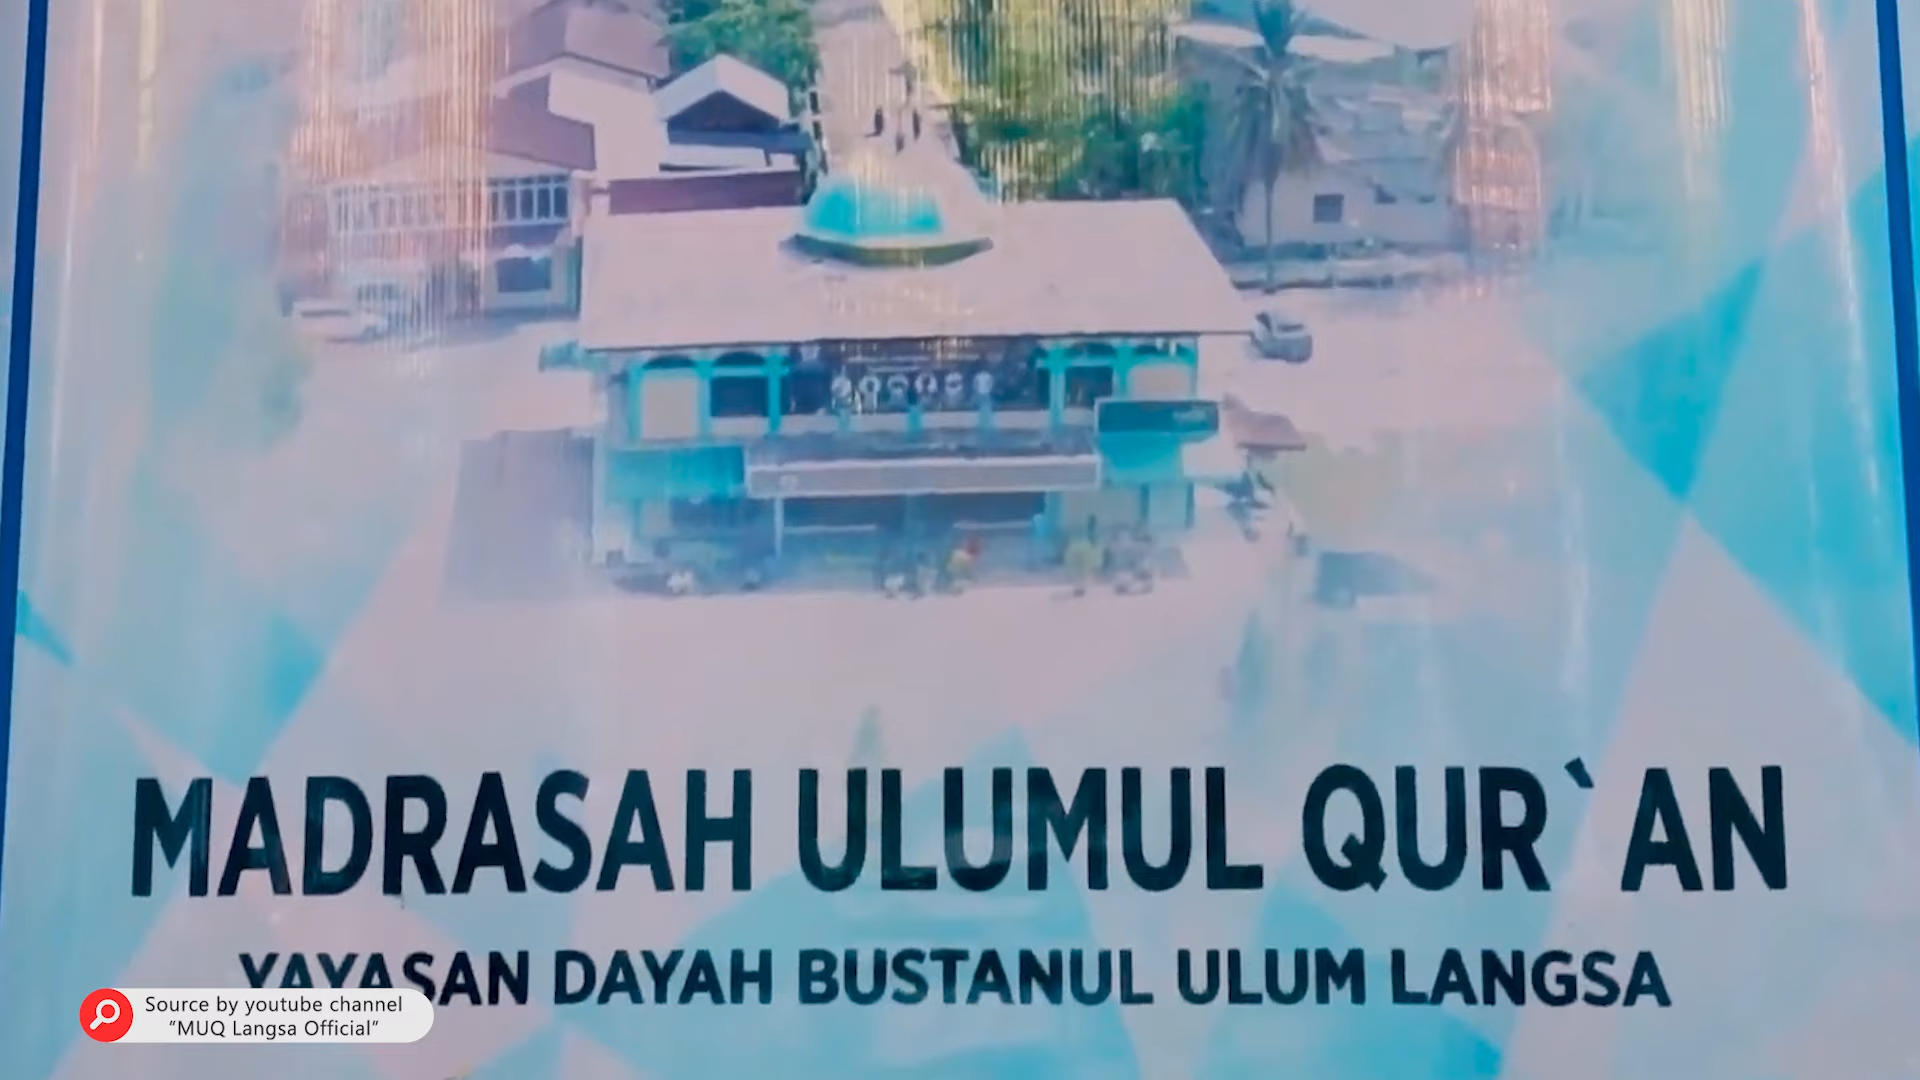 MADRASAH ULUMUL QUR`AN
YAYASAN DAYAH BUSTANUL ULUM LANGSA
Source by youtube channel
“MUQ Langsa Official”